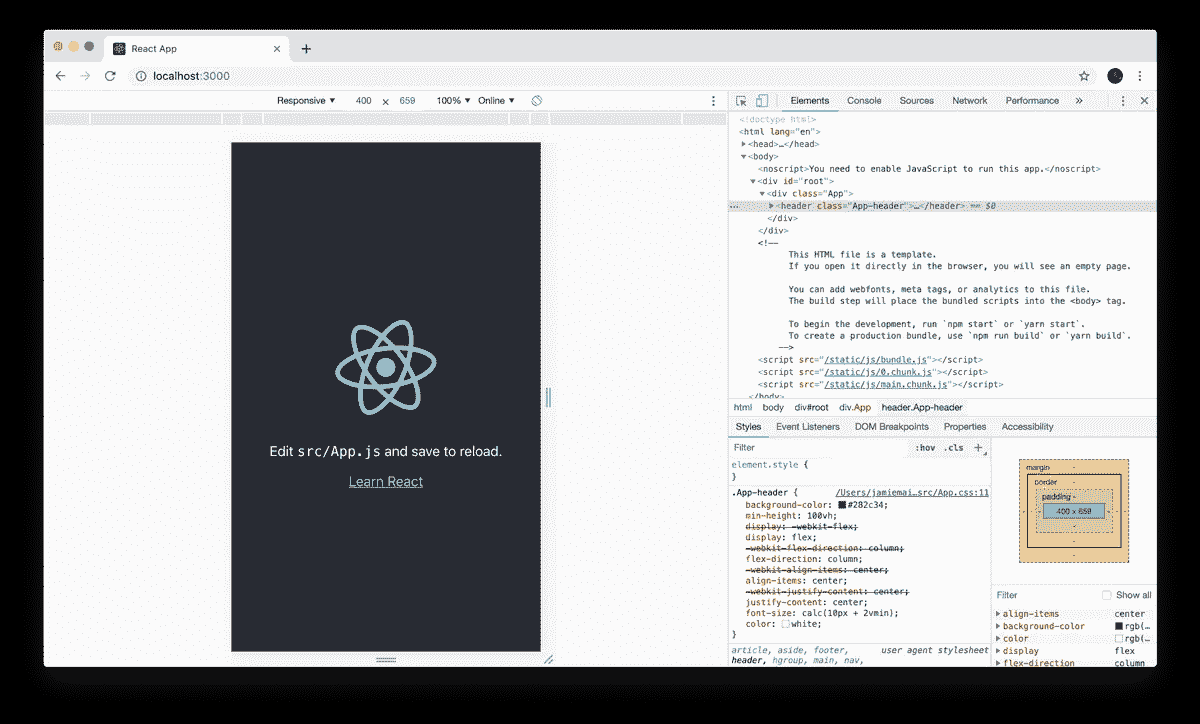 React App
localhost:3000
Responsive ▼ 400 × 659 100% ▼ Online ▼
Elements Console Sources Network Performance »
<!doctype html>
<html lang="en">
▶<head>…</head>
▼<body>
<noscript>You need to enable JavaScript to run this app.</noscript>
▼<div id="root">
▼<div class="App">
… ▶<header class="App-header">…</header> == $0
</div>
</div>
<!--
This HTML file is a template.
If you open it directly in the browser, you will see an empty page.
You can add webfonts, meta tags, or analytics to this file.
The build step will place the bundled scripts into the <body> tag.
To begin the development, run `npm start` or `yarn start`.
To create a production bundle, use `npm run build` or `yarn build`.
-->
<script src="/static/js/bundle.js"></script>
<script src="/static/js/0.chunk.js"></script>
<script src="/static/js/main.chunk.js"></script>
</body>
html body div#root div.App header.App-header
Styles Event Listeners DOM Breakpoints Properties Accessibility
Filter :hov .cls +
element.style {
}
.App-header { /Users/jamiemai…src/App.css:11
background-color: #282c34;
min-height: 100vh;
display: -webkit-flex;
display: flex;
-webkit-flex-direction: column;
flex-direction: column;
-webkit-align-items: center;
align-items: center;
-webkit-justify-content: center;
justify-content: center;
font-size: calc(10px + 2vmin);
color: white;
}
article, aside, footer, user agent stylesheet
header, hgroup, main, nav,
margin -
border -
padding -
400 × 659
Filter Show all
▶ align-items center
▶ background-color rgb(…
▶ color rgb(…
▶ display flex
▶ flex-direction column
Edit src/App.js and save to reload.
Learn React